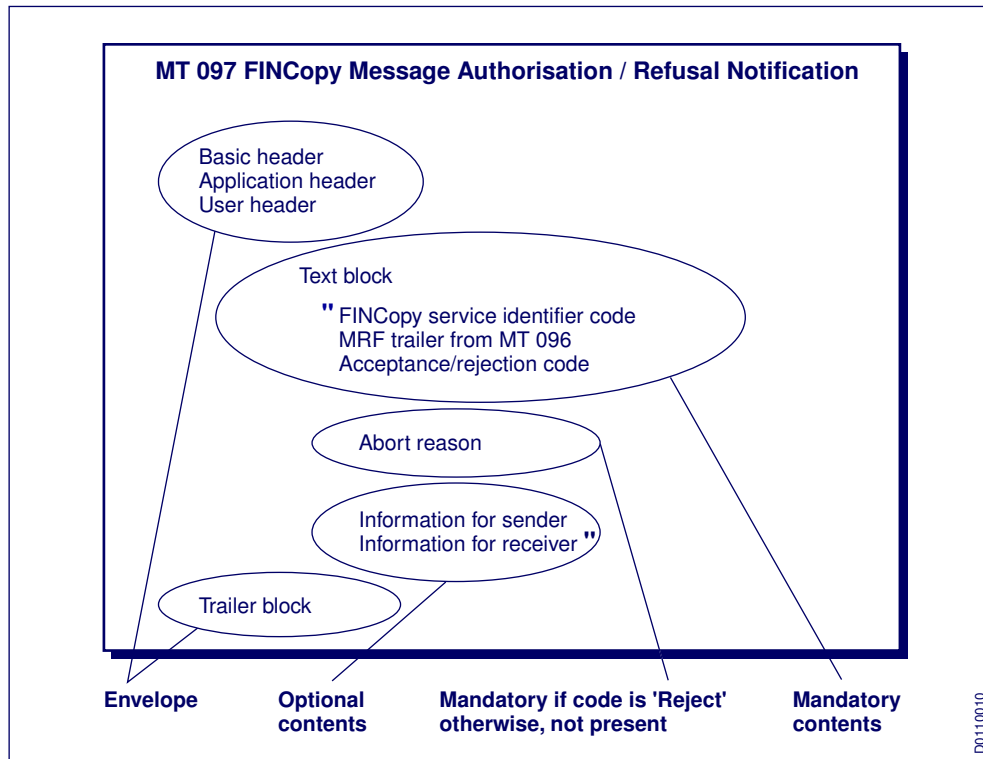 MT 097 FINCopy Message Authorisation / Refusal Notification
Basic header
Application header
User header
Text block
" FINCopy service identifier code
MRF trailer from MT 096
Acceptance/rejection code
Abort reason
Information for sender
Information for receiver "
Trailer block
Envelope
Optional
contents
Mandatory if code is 'Reject'
otherwise, not present
Mandatory
contents
D0110010